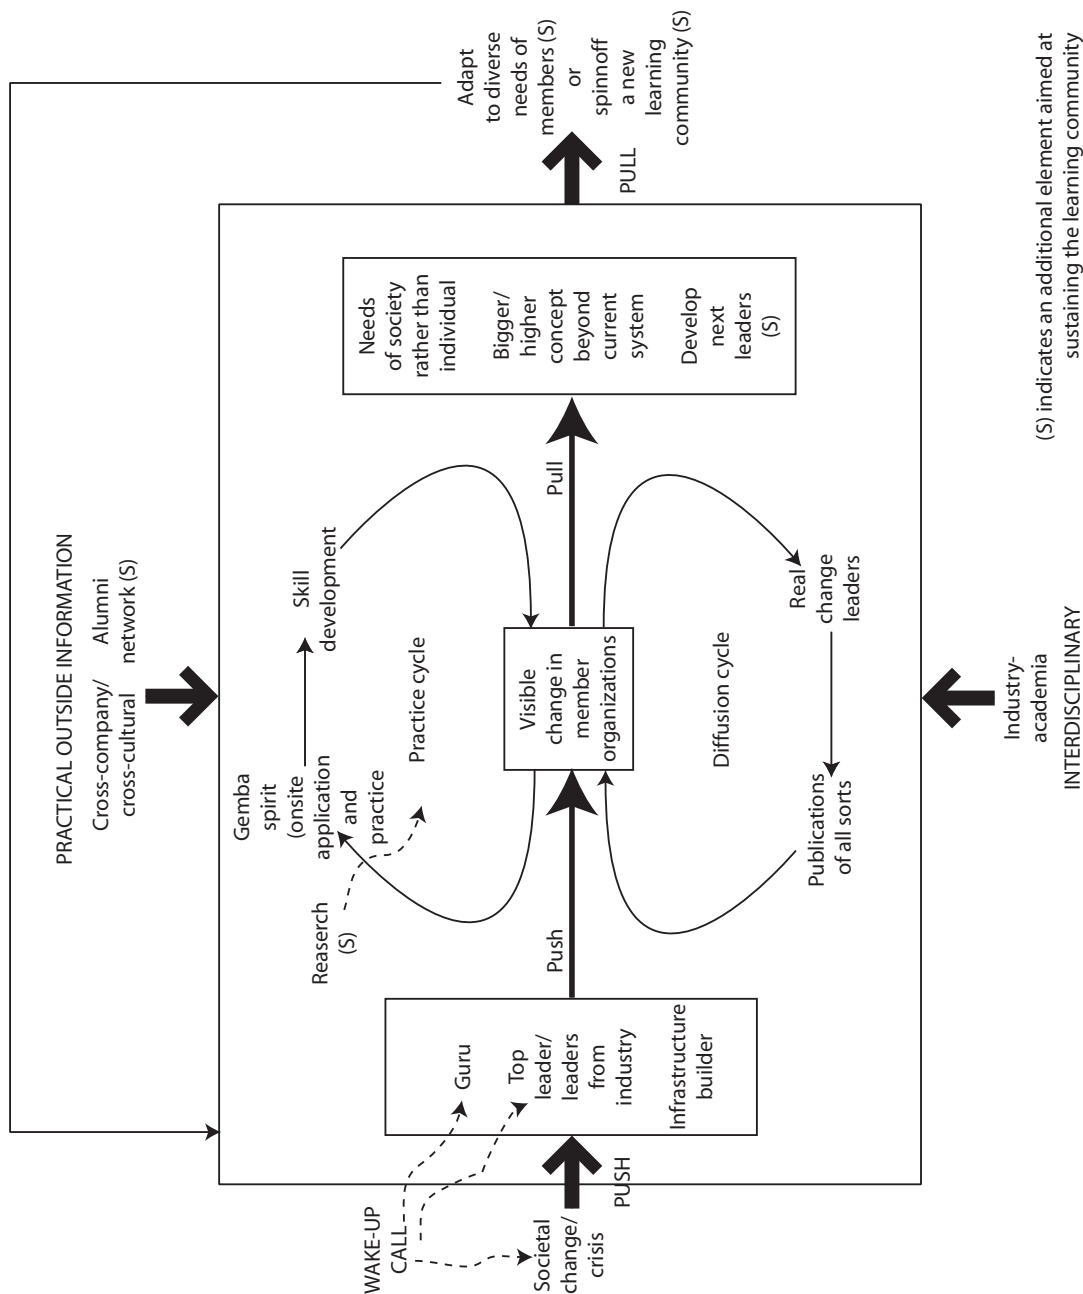 PRACTICAL OUTSIDE INFORMATION
Cross-company/
cross-cultural
Alumni
network (S)
WAKE-UP
CALL
Societal
change/
crisis
PUSH
Guru
Top
leader/
leaders
from
industry
Infrastructure
builder
Push
Reaserch
(S)
Gemba
spirit
(onsite
application
and
practice
Skill
development
Practice cycle
Visible
change in
member
organizations
Diffusion cycle
Real
change
leaders
Publications
of all sorts
Pull
Needs
of society
rather than
individual
Bigger/
higher
concept
beyond
current
system
Develop
next
leaders
(S)
PULL
Adapt
to diverse
needs of
members (S)
or
spinnoff
a new
learning
community (S)
Industry-
academia
INTERDISCIPLINARY
(S) indicates an additional element aimed at
sustaining the learning community